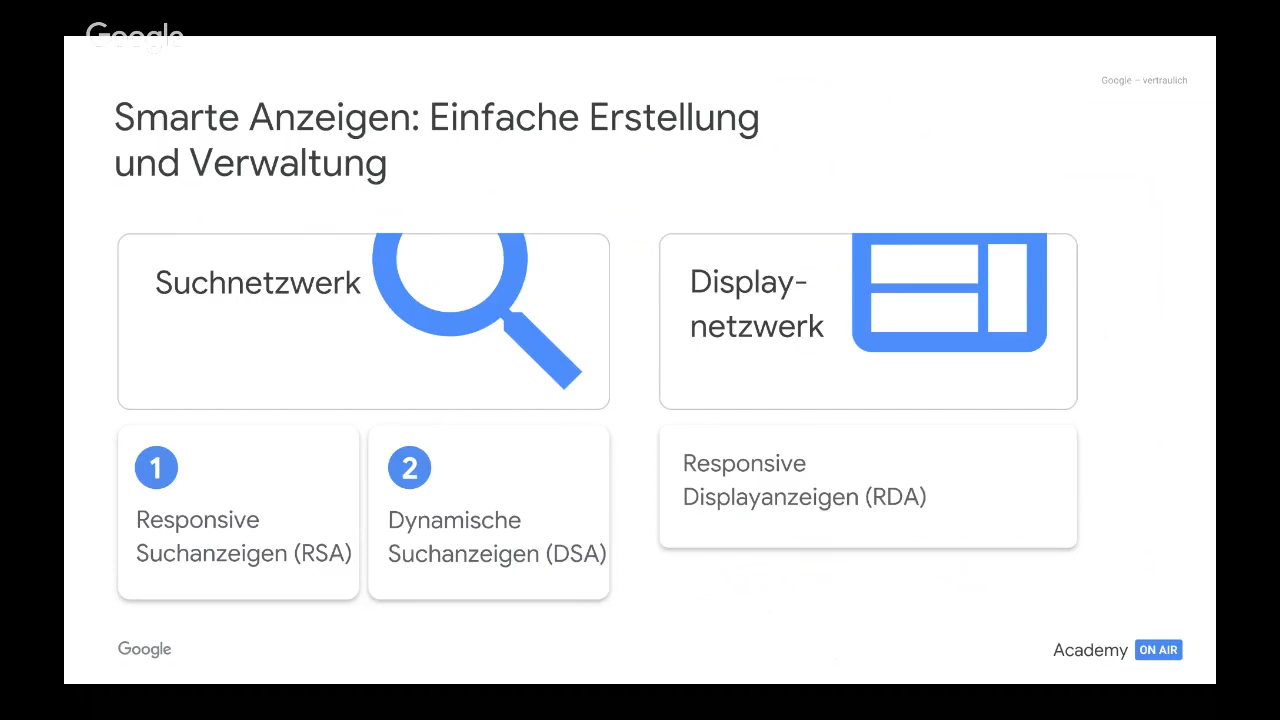 Google
Google – vertraulich
Smarte Anzeigen: Einfache Erstellung
und Verwaltung
Suchnetzwerk
Display-
netzwerk
1
Responsive
Suchanzeigen (RSA)
2
Dynamische
Suchanzeigen (DSA)
Responsive
Displayanzeigen (RDA)
Google
Academy ON AIR